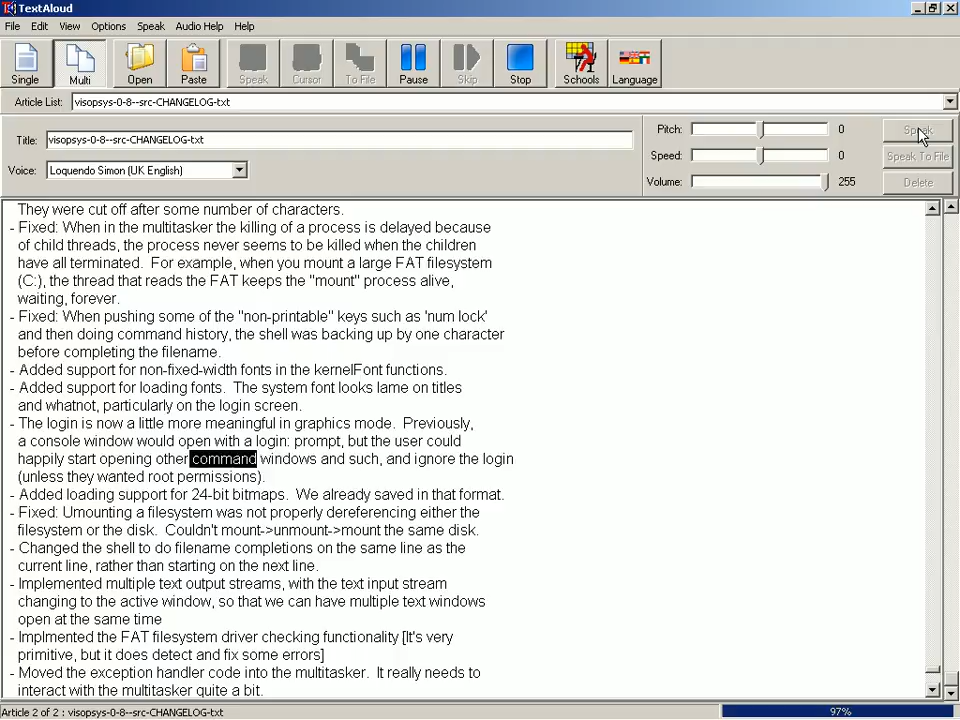 TextAloud
File Edit View Options Speak Audio Help Help
Single Multi Open Paste Speak Cursor To File Pause Skip Stop Schools Language
Article List: visopsys-0-8--src-CHANGELOG-txt
Title: visopsys-0-8--src-CHANGELOG-txt
Voice: Loquendo Simon (UK English)
Pitch: 0 Speak
Speed: 0 Speak To File
Volume: 255 Delete
They were cut off after some number of characters.
- Fixed: When in the multitasker the killing of a process is delayed because
of child threads, the process never seems to be killed when the children
have all terminated.  For example, when you mount a large FAT filesystem
(C:), the thread that reads the FAT keeps the "mount" process alive,
waiting, forever.
- Fixed: When pushing some of the "non-printable" keys such as 'num lock'
and then doing command history, the shell was backing up by one character
before completing the filename.
- Added support for non-fixed-width fonts in the kernelFont functions.
- Added support for loading fonts.  The system font looks lame on titles
and whatnot, particularly on the login screen.
- The login is now a little more meaningful in graphics mode.  Previously,
a console window would open with a login: prompt, but the user could
happily start opening other command windows and such, and ignore the login
(unless they wanted root permissions).
- Added loading support for 24-bit bitmaps.  We already saved in that format.
- Fixed: Umounting a filesystem was not properly dereferencing either the
filesystem or the disk.  Couldn't mount->unmount->mount the same disk.
- Changed the shell to do filename completions on the same line as the
current line, rather than starting on the next line.
- Implemented multiple text output streams, with the text input stream
changing to the active window, so that we can have multiple text windows
open at the same time
- Implmented the FAT filesystem driver checking functionality [It's very
primitive, but it does detect and fix some errors]
- Moved the exception handler code into the multitasker.  It really needs to
interact with the multitasker quite a bit.
Article 2 of 2 : visopsys-0-8--src-CHANGELOG-txt 97%